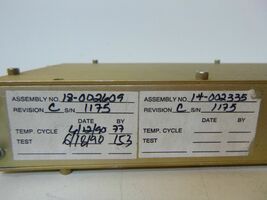 ASSEMBLY NO. 18-002609
REVISION C S/N 1175
DATE BY
TEMP. CYCLE 6/12/90 77
TEST 6/18/90 153
ASSEMBLY NO. 14-002335
REVISION C S/N 1175
DATE BY
TEMP. CYCLE
TEST